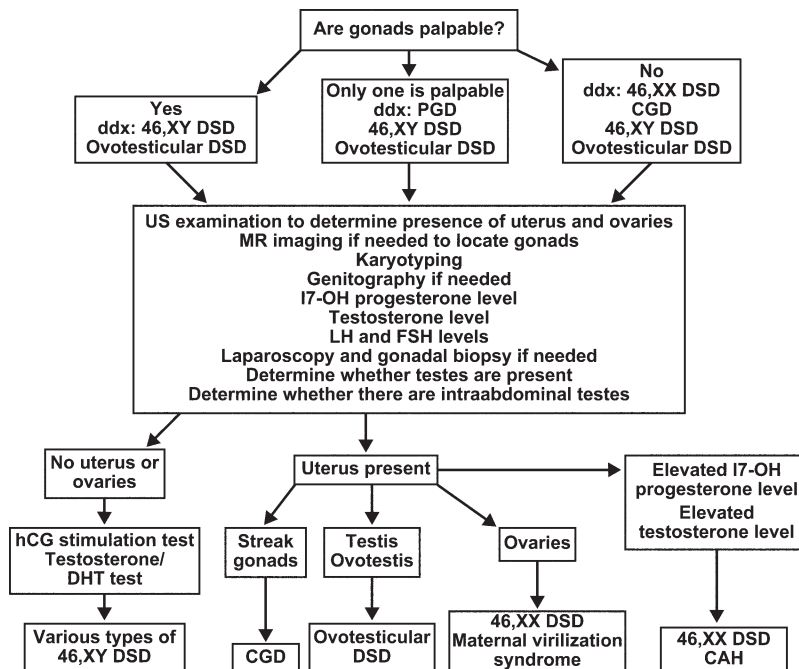 Are gonads palpable?
Yes
ddx: 46,XY DSD
Ovotesticular DSD
Only one is palpable
ddx: PGD
46,XY DSD
Ovotesticular DSD
No
ddx: 46,XX DSD
CGD
46,XY DSD
Ovotesticular DSD
US examination to determine presence of uterus and ovaries
MR imaging if needed to locate gonads
Karyotyping
Genitography if needed
I7-OH progesterone level
Testosterone level
LH and FSH levels
Laparoscopy and gonadal biopsy if needed
Determine whether testes are present
Determine whether there are intraabdominal testes
No uterus or
ovaries
hCG stimulation test
Testosterone/
DHT test
Various types of
46,XY DSD
Uterus present
Streak
gonads
CGD
Testis
Ovotestis
Ovotesticular
DSD
Ovaries
46,XX DSD
Maternal virilization
syndrome
Elevated I7-OH
progesterone level
Elevated
testosterone level
46,XX DSD
CAH